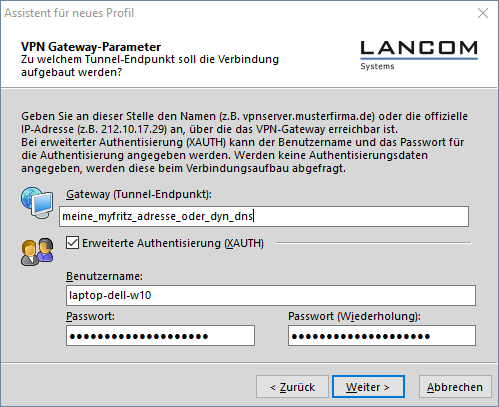 Assistent für neues Profil
VPN Gateway-Parameter
Zu welchem Tunnel-Endpunkt soll die Verbindung
aufgebaut werden?
LANCOM
Systems
Geben Sie an dieser Stelle den Namen (z.B. vpnserver.musterfirma.de) oder die offizielle
IP-Adresse (z.B. 212.10.17.29) an, über die das VPN-Gateway erreichbar ist.
Bei erweiterter Authentisierung (XAUTH) kann der Benutzername und das Passwort für
die Authentisierung angegeben werden. Werden keine Authentisierungsdaten
angegeben, werden diese beim Verbindungsaufbau abgefragt.
Gateway (Tunnel-Endpunkt):
meine_myfritz_adresse_oder_dyn_dns
Erweiterte Authentisierung (XAUTH)
Benutzername:
laptop-dell-w10
Passwort: Passwort (Wiederholung):
●●●●●●●●●●●●●●●●●●●● ●●●●●●●●●●●●●●●●●●●●
< Zurück Weiter > Abbrechen